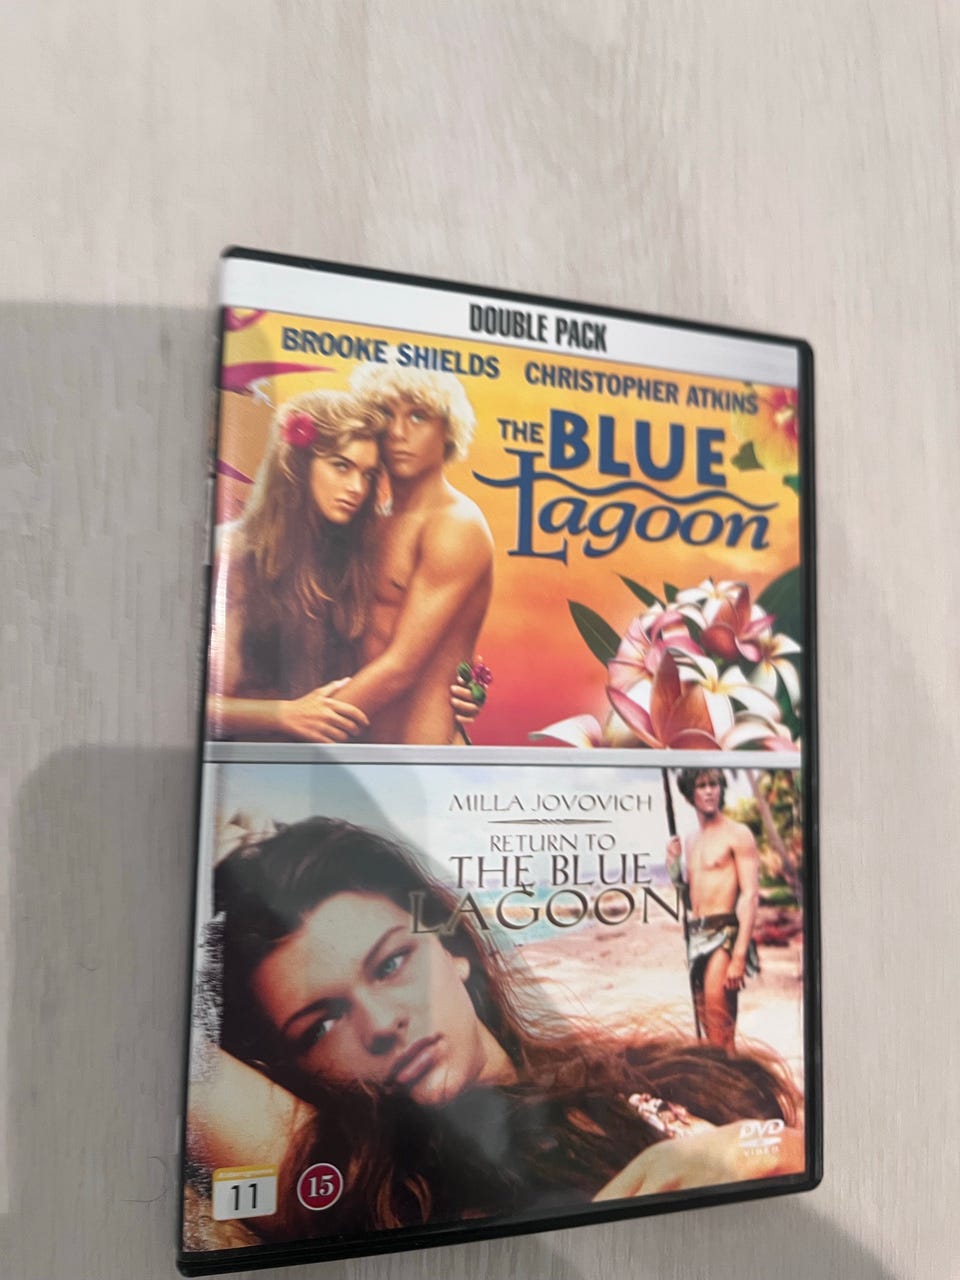 DOUBLE PACK
BROOKE SHIELDS CHRISTOPHER ATKINS
THE BLUE
Lagoon
MILLA JOVOVICH
RETURN TO
THE BLUE
LAGOON
DVD
VIDEO
11
15